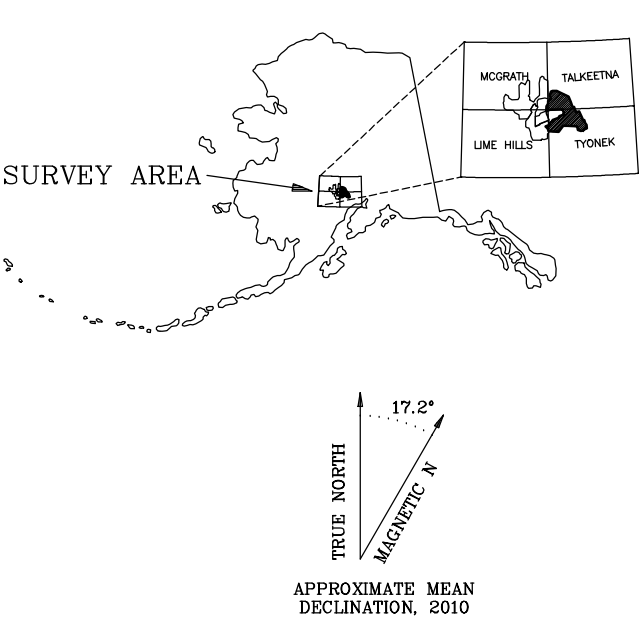 MCGRATH
TALKEETNA
LIME HILLS
TYONEK
SURVEY AREA
17.2°
TRUE NORTH
MAGNETIC N
APPROXIMATE MEAN
DECLINATION, 2010